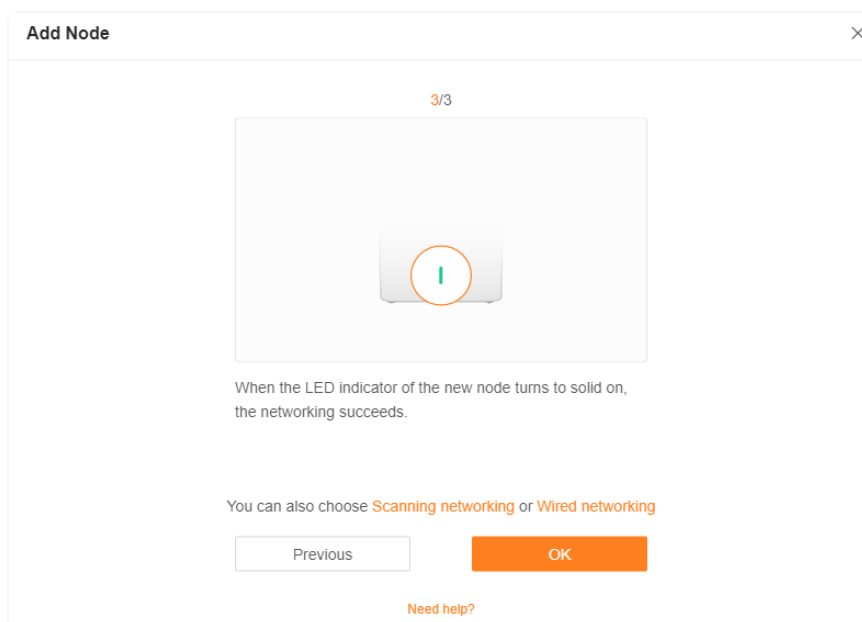 Add Node
3/3
When the LED indicator of the new node turns to solid on,
the networking succeeds.
You can also choose Scanning networking or Wired networking
Previous
OK
Need help?